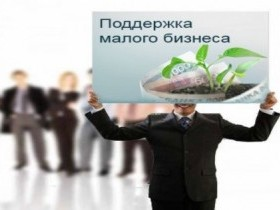 Поддержка
малого бизнеса